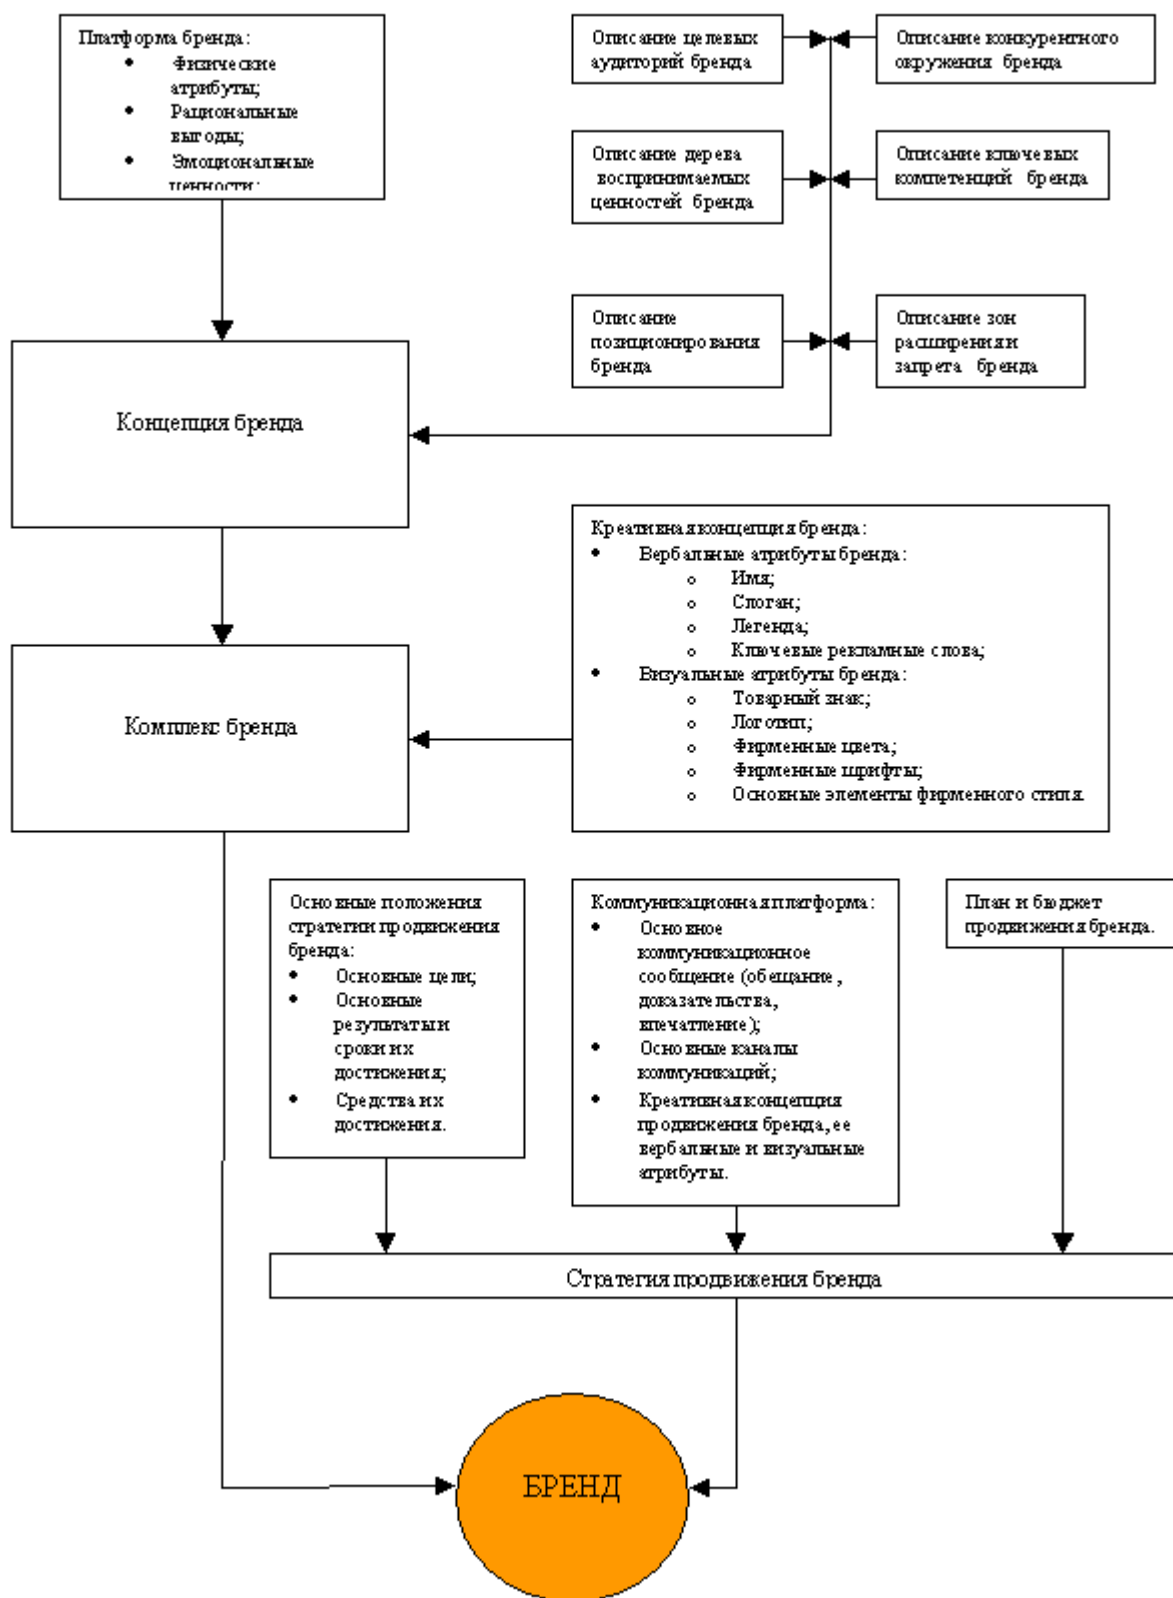 Платформа бренда:
• Физические
атрибуты;
• Рациональные
выгоды;
• Эмоциональные
ценности;
Описание целевых
аудиторий бренда
Описание конкурентного
окружения бренда
Описание дерева
воспринимаемых
ценностей бренда
Описание ключевых
компетенций бренда
Описание
позиционирования
бренда
Описание зон
расширения и
запрета бренда
Концепция бренда
Креативная концепция бренда:
• Вербальные атрибуты бренда:
o Имя;
o Слоган;
o Легенда;
o Ключевые рекламные слова;
• Визуальные атрибуты бренда:
o Товарный знак;
o Логотип;
o Фирменные цвета;
o Фирменные шрифты;
o Основные элементы фирменного стиля.
Комплекс бренда
Основные положения
стратегии продвижения
бренда:
• Основные цели;
• Основные
результаты и
сроки их
достижения;
• Средства их
достижения.
Коммуникационная платформа:
• Основное
коммуникационное
сообщение (обещание,
доказательства,
впечатление);
• Основные каналы
коммуникаций;
• Креативная концепция
продвижения бренда, ее
вербальные и визуальные
атрибуты.
План и бюджет
продвижения бренда.
Стратегия продвижения бренда
БРЕНД